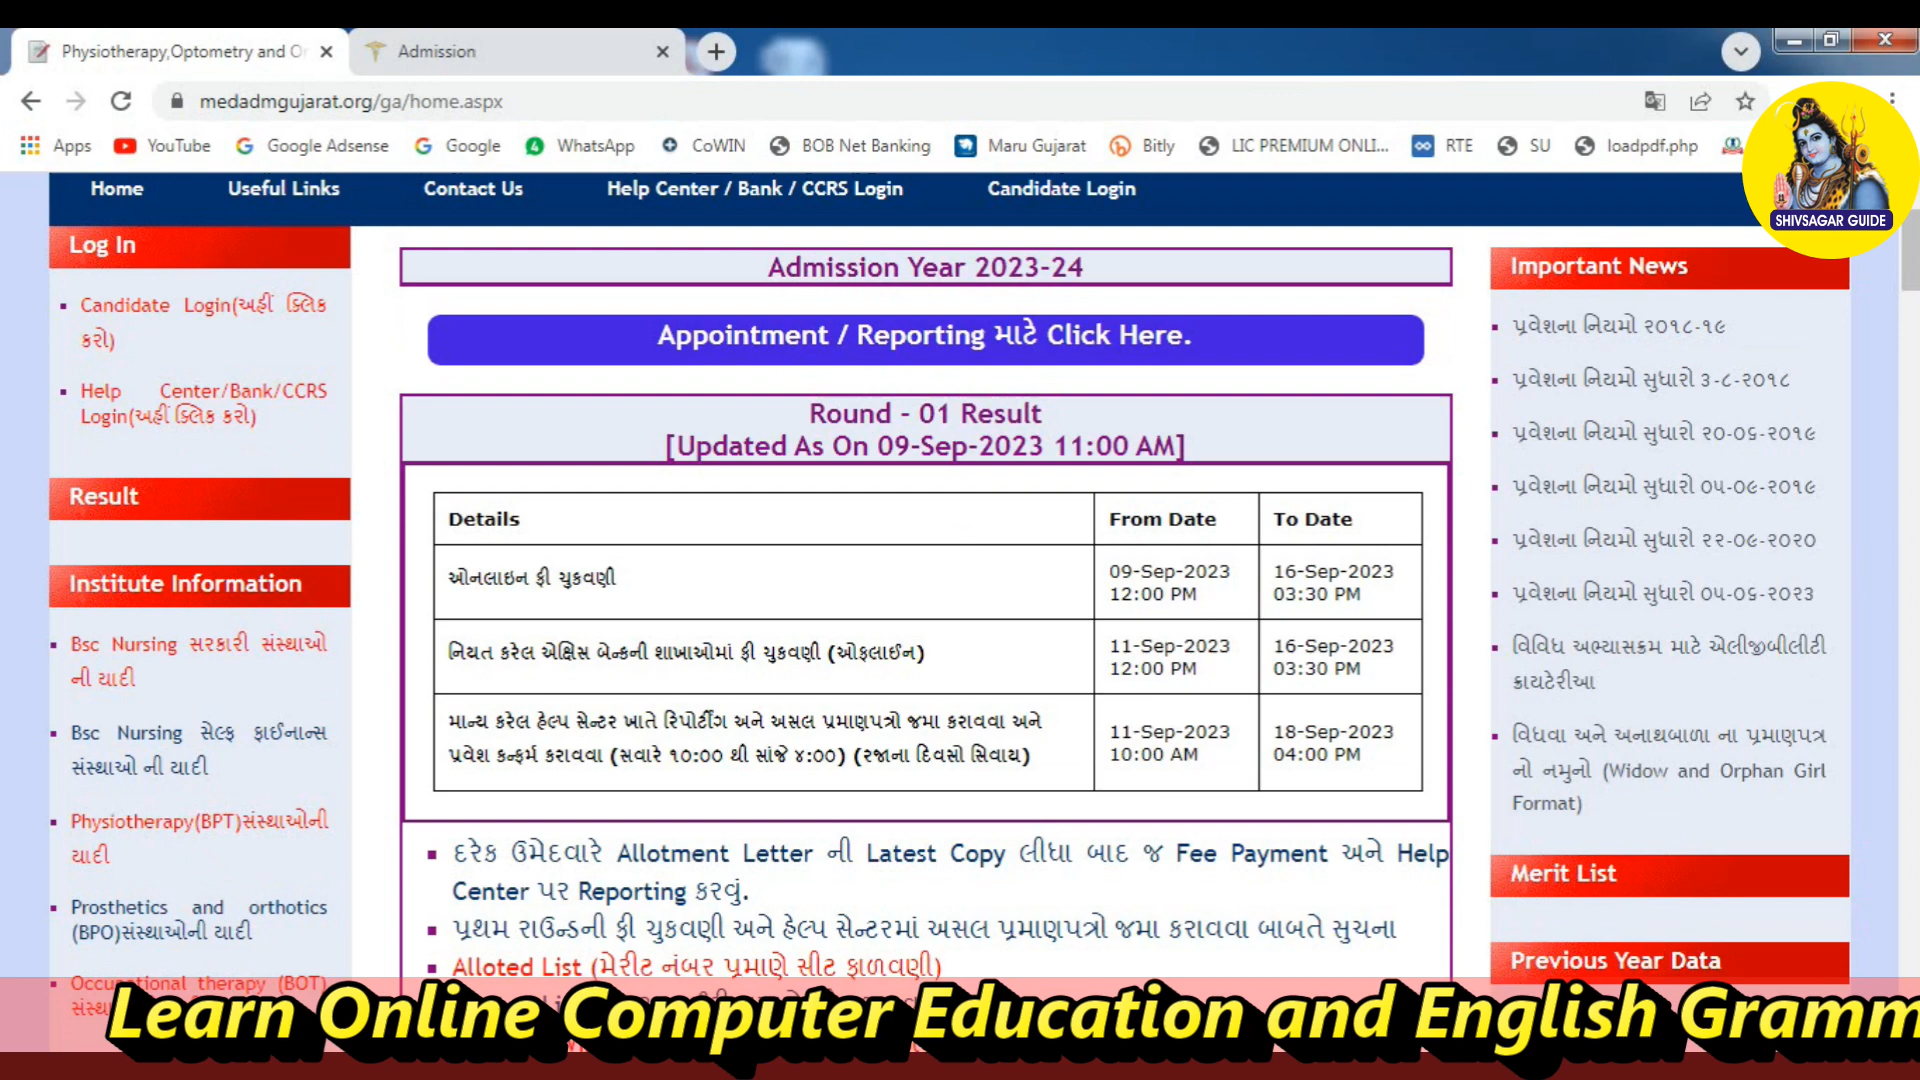 Physiotherapy,Optometry and Or
Admission
medadmgujarat.org/ga/home.aspx
Apps YouTube Google Adsense Google WhatsApp CoWIN BOB Net Banking Maru Gujarat Bitly LIC PREMIUM ONLI... RTE SU loadpdf.php
SHIVSAGAR GUIDE
Home Useful Links Contact Us Help Center / Bank / CCRS Login Candidate Login
Log In
Candidate Login(અહીં ક્લિક
કરો)
Help Center/Bank/CCRS
Login(અહીં ક્લિક કરો)
Result
Institute Information
Bsc Nursing સરકારી સંસ્થાઓ
ની યાદી
Bsc Nursing સેલ્ફ ફાઈનાન્સ
સંસ્થાઓ ની યાદી
Physiotherapy(BPT)સંસ્થાઓની
યાદી
Prosthetics and orthotics
(BPO)સંસ્થાઓની યાદી
Occupational therapy (BOT)
Admission Year 2023-24
Appointment / Reporting માટે Click Here.
Round - 01 Result
[Updated As On 09-Sep-2023 11:00 AM]
Details From Date To Date
ઓનલાઇન ફી ચુકવણી 09-Sep-2023 12:00 PM 16-Sep-2023 03:30 PM
નિયત કરેલ એક્ષિસ બેન્કની શાખાઓમાં ફી ચુકવણી (ઓફલાઈન) 11-Sep-2023 12:00 PM 16-Sep-2023 03:30 PM
માન્ય કરેલ હેલ્પ સેન્ટર ખાતે રિપોર્ટીંગ અને અસલ પ્રમાણપત્રો જમા કરાવવા અને
પ્રવેશ કન્ફર્મ કરાવવા (સવારે ૧૦:૦૦ થી સાંજે ૪:૦૦) (રજાના દિવસો સિવાય) 11-Sep-2023 10:00 AM 18-Sep-2023 04:00 PM
દરેક ઉમેદવારે Allotment Letter ની Latest Copy લીધા બાદ જ Fee Payment અને Help
Center પર Reporting કરવું.
પ્રથમ રાઉન્ડની ફી ચુકવણી અને હેલ્પ સેન્ટરમાં અસલ પ્રમાણપત્રો જમા કરાવવા બાબતે સુચના
Alloted List (મેરીટ નંબર પ્રમાણે સીટ ફાળવણી)
Important News
પ્રવેશના નિયમો ૨૦૧૮-૧૯
પ્રવેશના નિયમો સુધારો ૩-૮-૨૦૧૮
પ્રવેશના નિયમો સુધારો ૨૦-૦૬-૨૦૧૯
પ્રવેશના નિયમો સુધારો ૦૫-૦૯-૨૦૧૯
પ્રવેશના નિયમો સુધારો ૨૨-૦૯-૨૦૨૦
પ્રવેશના નિયમો સુધારો ૦૫-૦૬-૨૦૨૩
વિવિધ અભ્યાસક્રમ માટે એલીજીબીલીટી
ક્રાયટેરીઆ
વિધવા અને અનાથબાળા ના પ્રમાણપત્ર
નો નમુનો (Widow and Orphan Girl
Format)
Merit List
Previous Year Data
Learn Online Computer Education and English Gramm